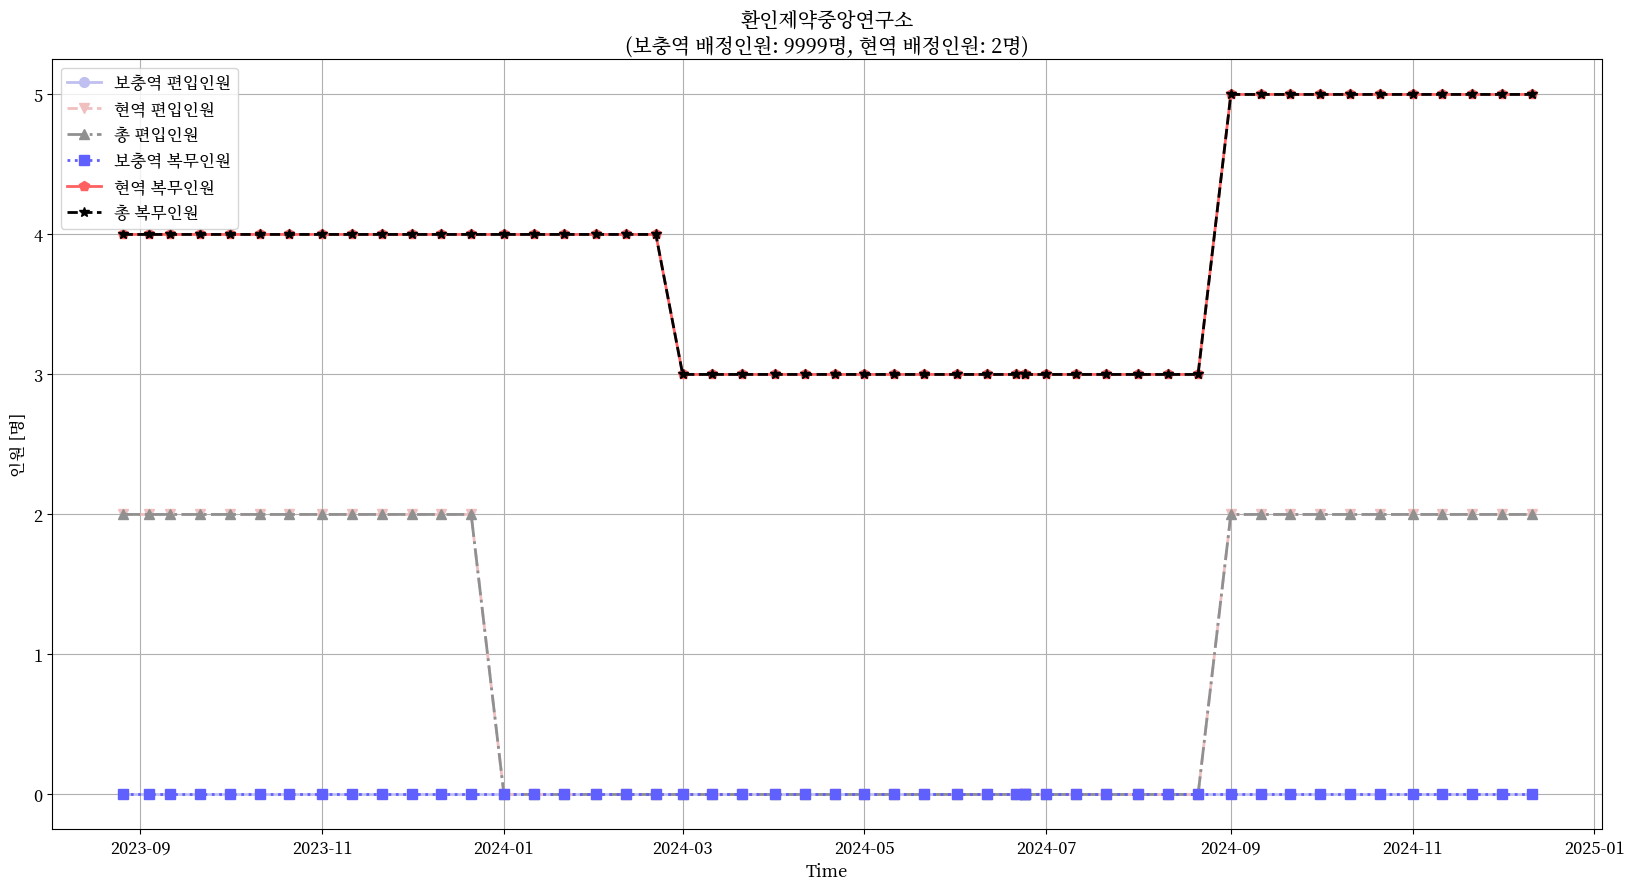 환인제약중앙연구소
(보충역 배정인원: 9999명, 현역 배정인원: 2명)
보충역 편입인원
현역 편입인원
총 편입인원
보충역 복무인원
현역 복무인원
총 복무인원
5
4
3
2
1
0
인원 [명]
2023-09
2023-11
2024-01
2024-03
2024-05
2024-07
2024-09
2024-11
2025-01
Time